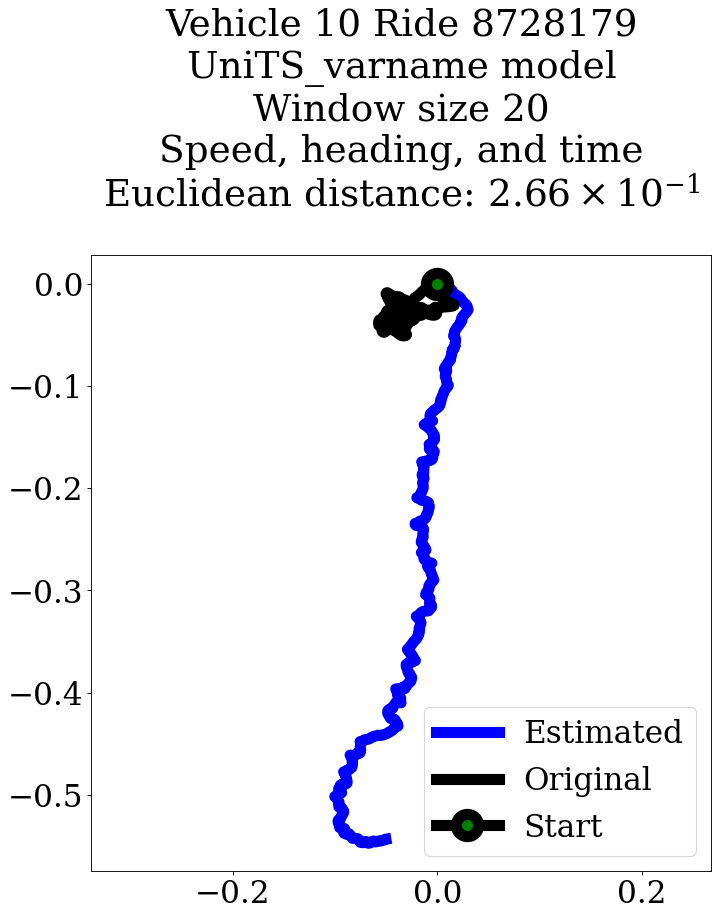 Vehicle 10 Ride 8728179
UniTS_varname model
Window size 20
Speed, heading, and time
Euclidean distance: 2.66 × 10⁻¹
0.0
−0.1
−0.2
−0.3
−0.4
−0.5
−0.2 0.0 0.2
Estimated
Original
Start